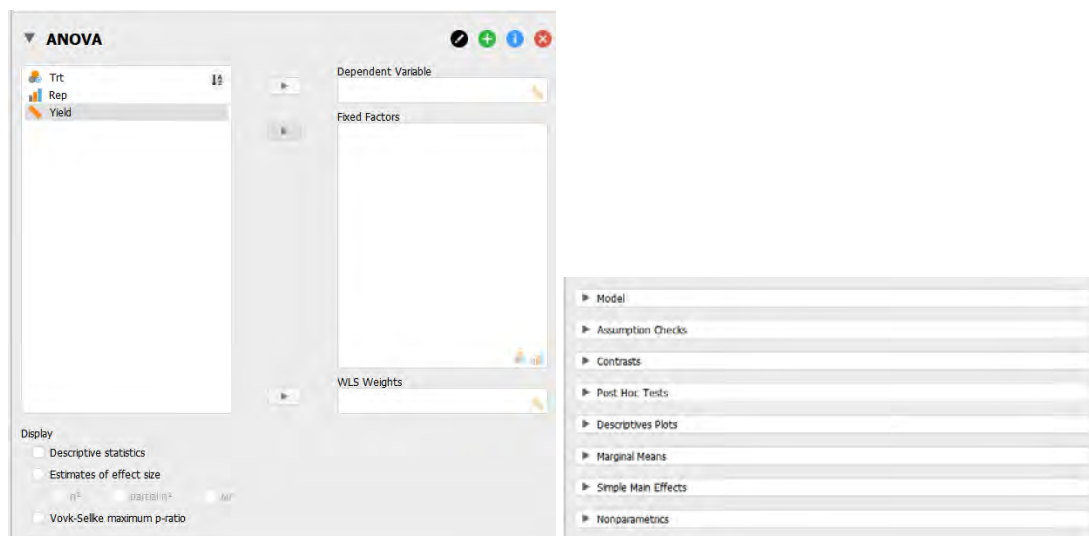 ANOVA
Trt
Rep
Yield
Dependent Variable
Fixed Factors
WLS Weights
Display
Descriptive statistics
Estimates of effect size
η² partial η² ω²
Vovk-Sellke maximum p-ratio
Model
Assumption Checks
Contrasts
Post Hoc Tests
Descriptives Plots
Marginal Means
Simple Main Effects
Nonparametrics